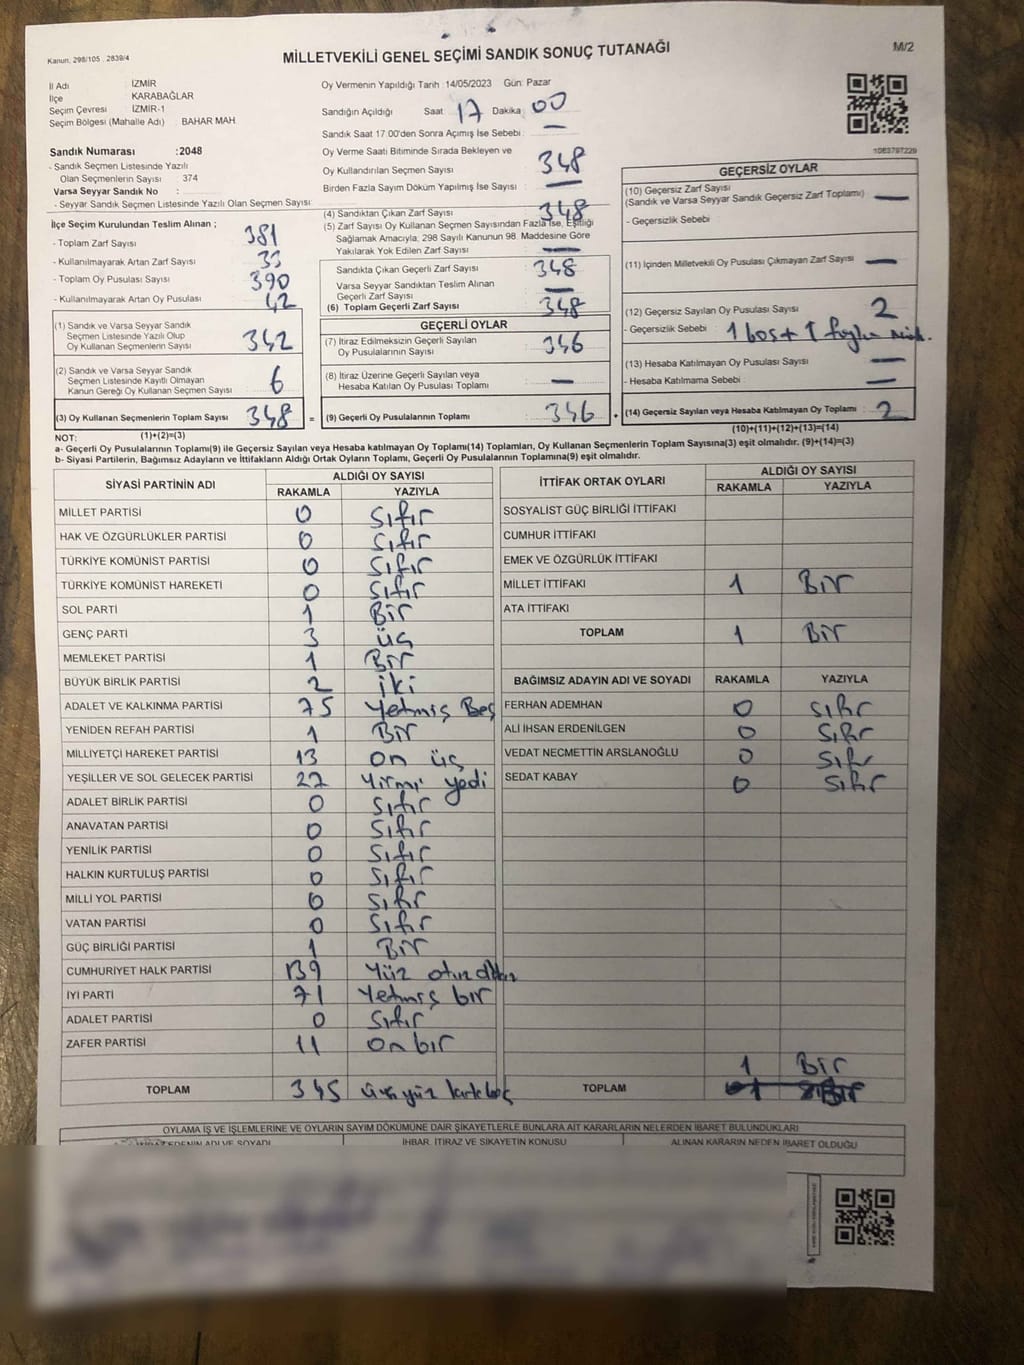 Kanun, 298/105 , 2839/4
MİLLETVEKİLİ GENEL SEÇİMİ SANDIK SONUÇ TUTANAĞI
M/2
İl Adı İZMİR
İlçe KARABAĞLAR
Seçim Çevresi İZMİR-1
Seçim Bölgesi (Mahalle Adı) BAHAR MAH
Sandık Numarası :2048
- Sandık Seçmen Listesinde Yazılı
Olan Seçmenlerin Sayısı 374
Varsa Seyyar Sandık No :
- Seyyar Sandık Seçmen Listesinde Yazılı Olan Seçmen Sayısı:
Oy Vermenin Yapıldığı Tarih :14/05/2023 Gün: Pazar
Sandığın Açıldığı Saat 17 Dakika 00
Sandık Saat 17.00'den Sonra Açımış İse Sebebi : —
Oy Verme Saati Bitiminde Sırada Bekleyen ve
Oy Kullandırılan Seçmen Sayısı 348
Birden Fazla Sayım Döküm Yapılmış İse Sayısı : —
(4) Sandıktan Çıkan Zarf Sayısı 348
(5) Zarf Sayısı Oy Kullanan Seçmen Sayısından Fazla İse, Eşitliği
Sağlamak Amacıyla, 298 Sayılı Kanunun 98. Maddesine Göre
Yakılarak Yok Edilen Zarf Sayısı —
Sandıkta Çıkan Geçerli Zarf Sayısı : 348
Varsa Seyyar Sandıktan Teslim Alınan
Geçerli Zarf Sayısı —
(6) Toplam Geçerli Zarf Sayısı 348
1063797229
GEÇERSİZ OYLAR
(10) Geçersiz Zarf Sayısı
(Sandık ve Varsa Seyyar Sandık Geçersiz Zarf Toplamı) —
- Geçersizlik Sebebi
(11) İçinden Milletvekili Oy Pusulası Çıkmayan Zarf Sayısı —
(12) Geçersiz Sayılan Oy Pusulası Sayısı 2
- Geçersizlik Sebebi : 1 boş + 1
(13) Hesaba Katılmayan Oy Pusulası Sayısı —
- Hesaba Katılmama Sebebi —
İlçe Seçim Kurulundan Teslim Alınan ;
- Toplam Zarf Sayısı 381
- Kullanılmayarak Artan Zarf Sayısı 33
- Toplam Oy Pusulası Sayısı 390
- Kullanılmayarak Artan Oy Pusulası 42
(1) Sandık ve Varsa Seyyar Sandık
Seçmen Listesinde Yazılı Olup
Oy Kullanan Seçmenlerin Sayısı 342
(2) Sandık ve Varsa Seyyar Sandık
Seçmen Listesinde Kayıtlı Olmayan
Kanun Gereği Oy Kullanan Seçmen Sayısı 6
GEÇERLİ OYLAR
(7) İtiraz Edilmeksizin Geçerli Sayılan
Oy Pusulalarının Sayısı 346
(8) İtiraz Üzerine Geçerli Sayılan veya
Hesaba Katılan Oy Pusulası Toplamı —
(3) Oy Kullanan Seçmenlerin Toplam Sayısı 348 = (9) Geçerli Oy Pusulalarının Toplamı 346 + (14) Geçersiz Sayılan veya Hesaba Katılmayan Oy Toplamı : 2
(1)+(2)=(3)
(10)+(11)+(12)+(13)=(14)
NOT:
a- Geçerli Oy Pusulalarının Toplamı(9) ile Geçersiz Sayılan veya Hesaba katılmayan Oy Toplamı(14) Toplamları, Oy Kullanan Seçmenlerin Toplam Sayısına(3) eşit olmalıdır. (9)+(14)=(3)
b- Siyasi Partilerin, Bağımsız Adayların ve İttifakların Aldığı Ortak Oyların Toplamı, Geçerli Oy Pusulalarının Toplamına(9) eşit olmalıdır.
SİYASİ PARTİNİN ADI ALDIĞI OY SAYISI
RAKAMLA YAZIYLA
MİLLET PARTİSİ 0 Sıfır
HAK VE ÖZGÜRLÜKLER PARTİSİ 0 Sıfır
TÜRKİYE KOMÜNİST PARTİSİ 0 Sıfır
TÜRKİYE KOMÜNİST HAREKETİ 0 Sıfır
SOL PARTİ 1 Bir
GENÇ PARTİ 3 üç
MEMLEKET PARTİSİ 1 Bir
BÜYÜK BİRLİK PARTİSİ 2 iki
ADALET VE KALKINMA PARTİSİ 75 Yetmiş Beş
YENİDEN REFAH PARTİSİ 1 Bir
MİLLİYETÇİ HAREKET PARTİSİ 13 on üç
YEŞİLLER VE SOL GELECEK PARTİSİ 27 Yirmi yedi
ADALET BİRLİK PARTİSİ 0 Sıfır
ANAVATAN PARTİSİ 0 Sıfır
YENİLİK PARTİSİ 0 Sıfır
HALKIN KURTULUŞ PARTİSİ 0 Sıfır
MİLLİ YOL PARTİSİ 0 Sıfır
VATAN PARTİSİ 0 Sıfır
GÜÇ BİRLİĞİ PARTİSİ 1 Bir
CUMHURİYET HALK PARTİSİ 139 Yüz
İYİ PARTİ 71 Yetmiş bir
ADALET PARTİSİ 0 Sıfır
ZAFER PARTİSİ 11 On bir
TOPLAM 345
İTTİFAK ORTAK OYLARI ALDIĞI OY SAYISI
RAKAMLA YAZIYLA
SOSYALİST GÜÇ BİRLİĞİ İTTİFAKI
CUMHUR İTTİFAKI
EMEK VE ÖZGÜRLÜK İTTİFAKI
MİLLET İTTİFAKI 1 Bir
ATA İTTİFAKI
TOPLAM 1 Bir
BAĞIMSIZ ADAYIN ADI VE SOYADI RAKAMLA YAZIYLA
FERHAN ADEMHAN 0 Sıfır
ALİ İHSAN ERDENİLGEN 0 Sıfır
VEDAT NECMETTİN ARSLANOĞLU 0 Sıfır
SEDAT KABAY 0 Sıfır
1 Bir
TOPLAM
OYLAMA İŞ VE İŞLEMLERİNE VE OYLARIN SAYIM DÖKÜMÜNE DAİR ŞİKAYETLERLE BUNLARA AİT KARARLARIN NELERDEN İBARET BULUNDUKLARI
İHBAR, İTİRAZ VE ŞİKAYETİN KONUSU ALINAN KARARIN NEDEN İBARET OLDUĞU